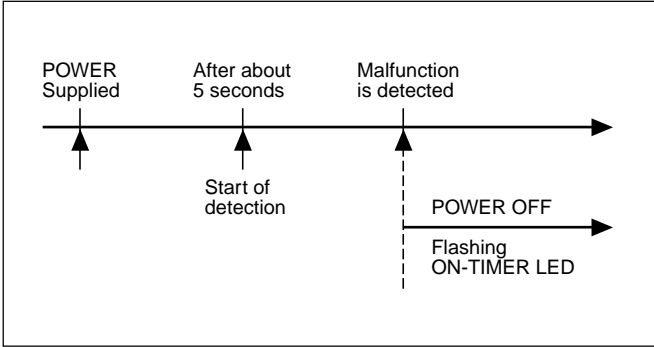 POWER
Supplied
After about
5 seconds
Malfunction
is detected
Start of
detection
POWER OFF
Flashing
ON-TIMER LED